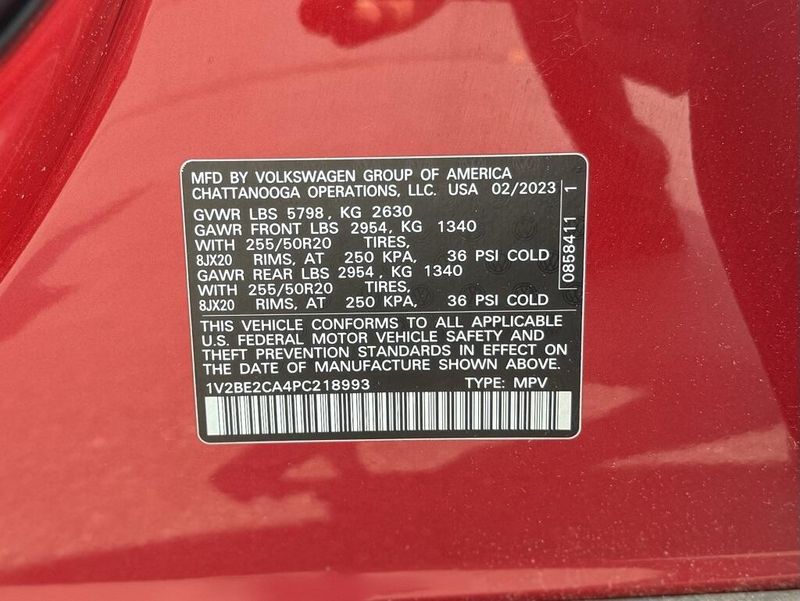 MFD BY VOLKSWAGEN GROUP OF AMERICA
CHATTANOOGA OPERATIONS, LLC. USA 02/2023
GVWR LBS 5798, KG 2630
GAWR FRONT LBS 2954, KG 1340
WITH 255/50R20 TIRES,
8JX20 RIMS, AT 250 KPA, 36 PSI COLD
GAWR REAR LBS 2954, KG 1340
WITH 255/50R20 TIRES,
8JX20 RIMS, AT 250 KPA, 36 PSI COLD
0858411 1
THIS VEHICLE CONFORMS TO ALL APPLICABLE
U.S. FEDERAL MOTOR VEHICLE SAFETY AND
THEFT PREVENTION STANDARDS IN EFFECT ON
THE DATE OF MANUFACTURE SHOWN ABOVE.
1V2BE2CA4PC218993 TYPE: MPV